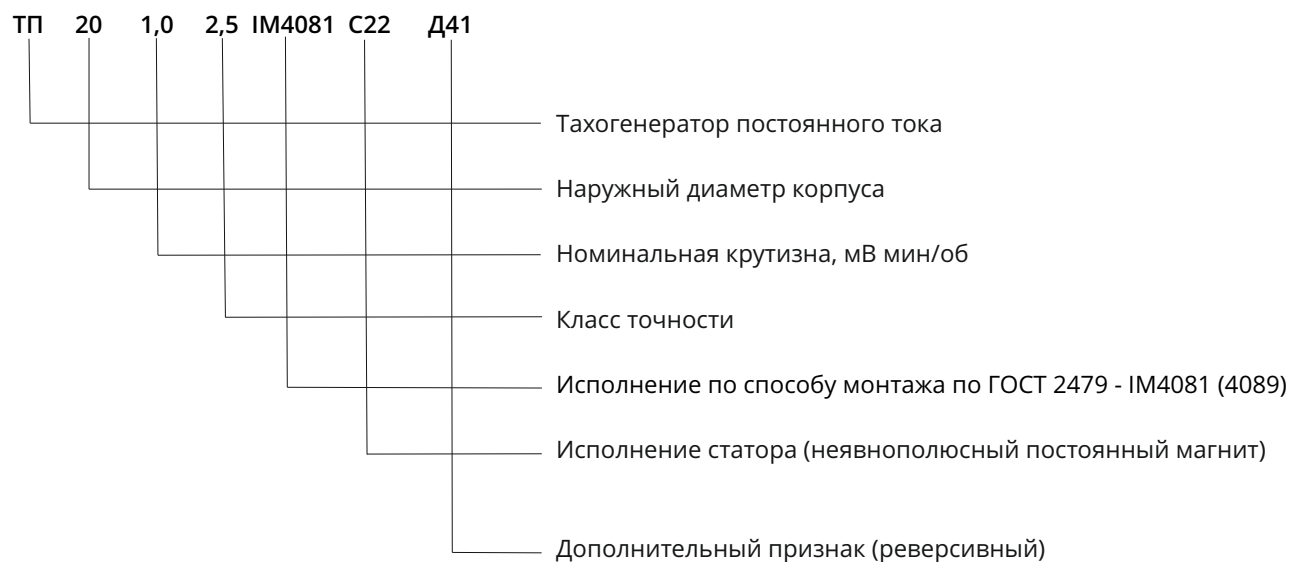 ТП 20 1,0 2,5 IM4081 С22 Д41
Тахогенератор постоянного тока
Наружный диаметр корпуса
Номинальная крутизна, мВ мин/об
Класс точности
Исполнение по способу монтажа по ГОСТ 2479 - IM4081 (4089)
Исполнение статора (неявнополюсный постоянный магнит)
Дополнительный признак (реверсивный)